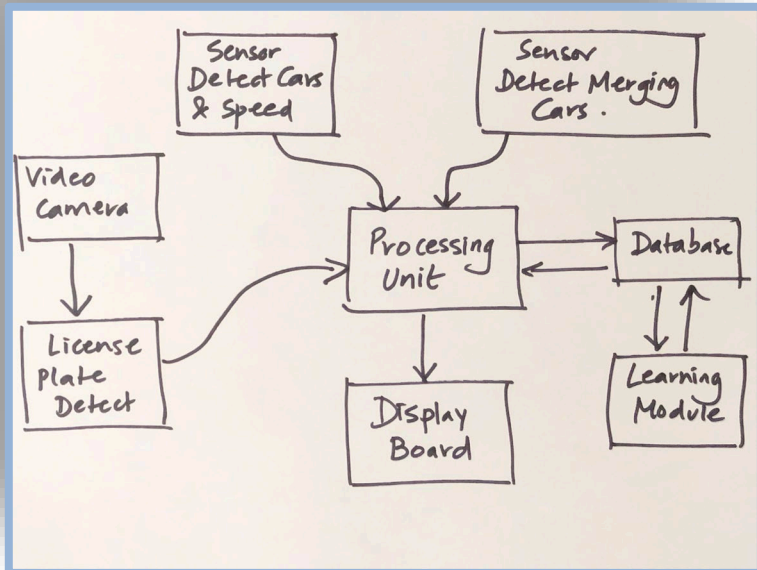 Sensor
Detect Cars
& Speed
Sensor
Detect Merging
Cars.
Video
Camera
Processing
Unit
Database
License
Plate
Detect
Display
Board
Learning
Module